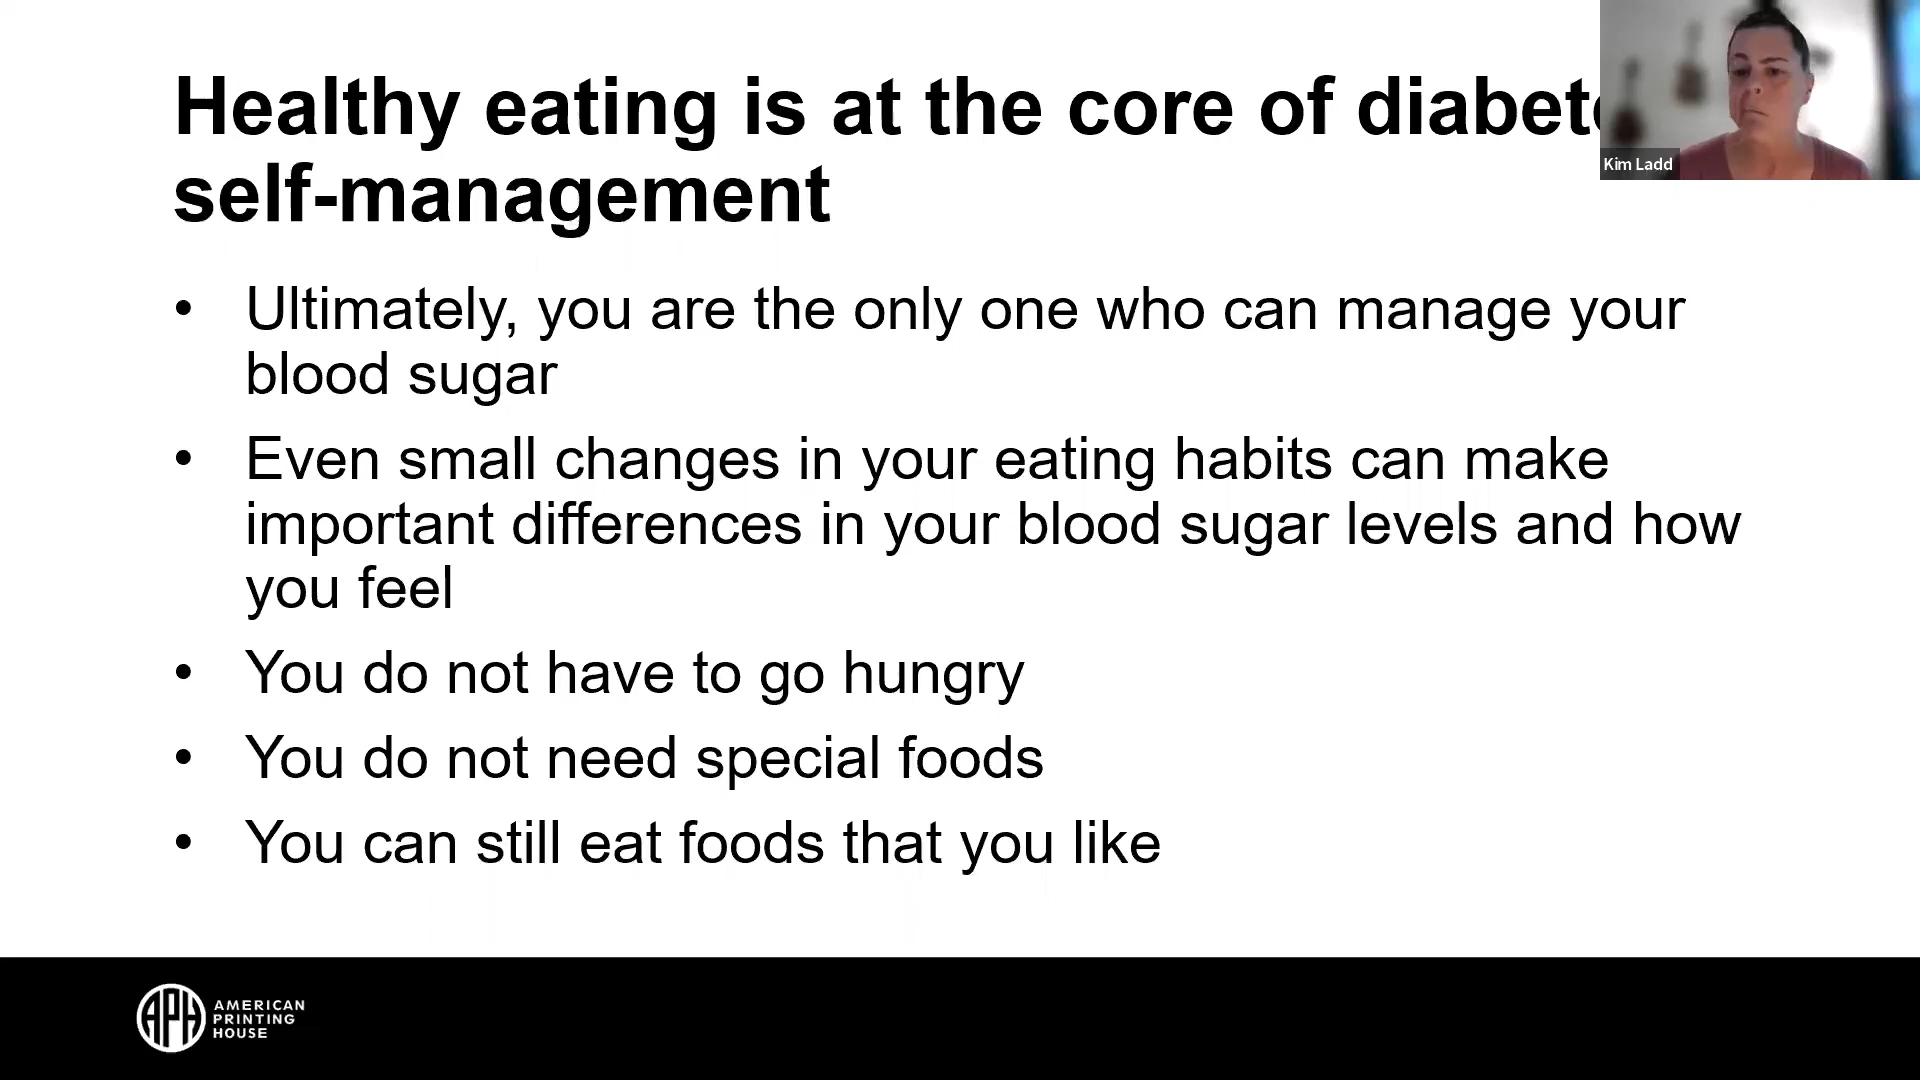 Healthy eating is at the core of diabet
self-management
• Ultimately, you are the only one who can manage your
blood sugar
• Even small changes in your eating habits can make
important differences in your blood sugar levels and how
you feel
• You do not have to go hungry
• You do not need special foods
• You can still eat foods that you like
Kim Ladd
APH
AMERICAN
PRINTING
HOUSE